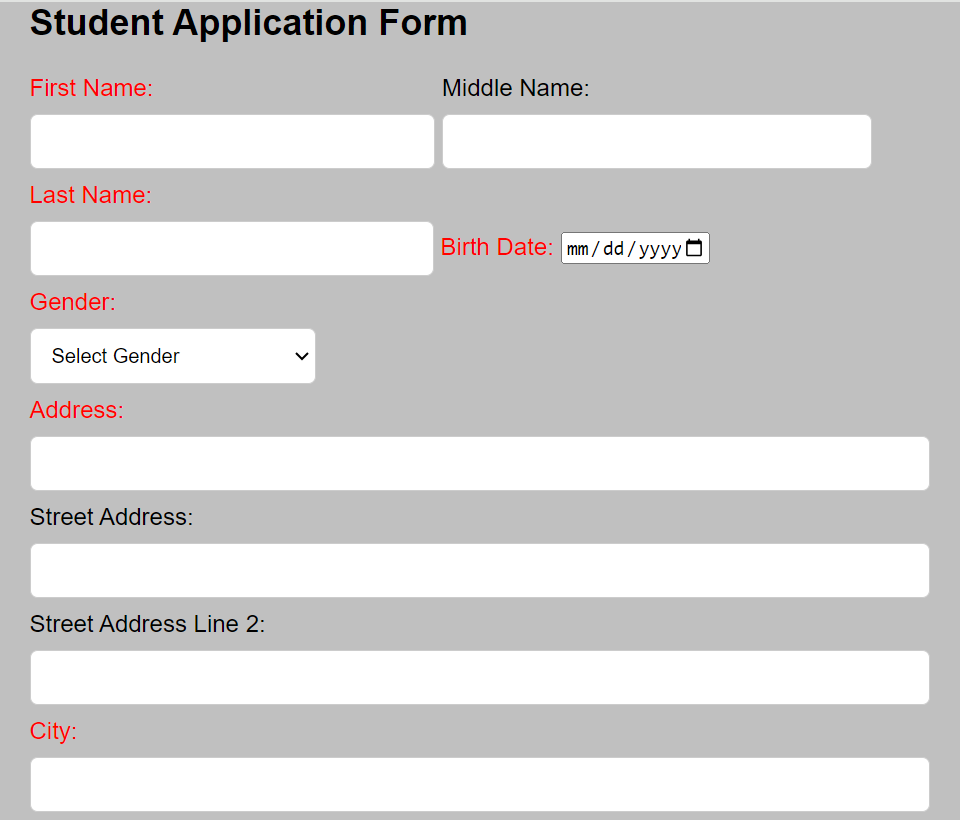 Student Application Form
First Name: Middle Name:
Last Name:
Birth Date: mm/dd/yyyy
Gender:
Select Gender
Address:
Street Address:
Street Address Line 2:
City: